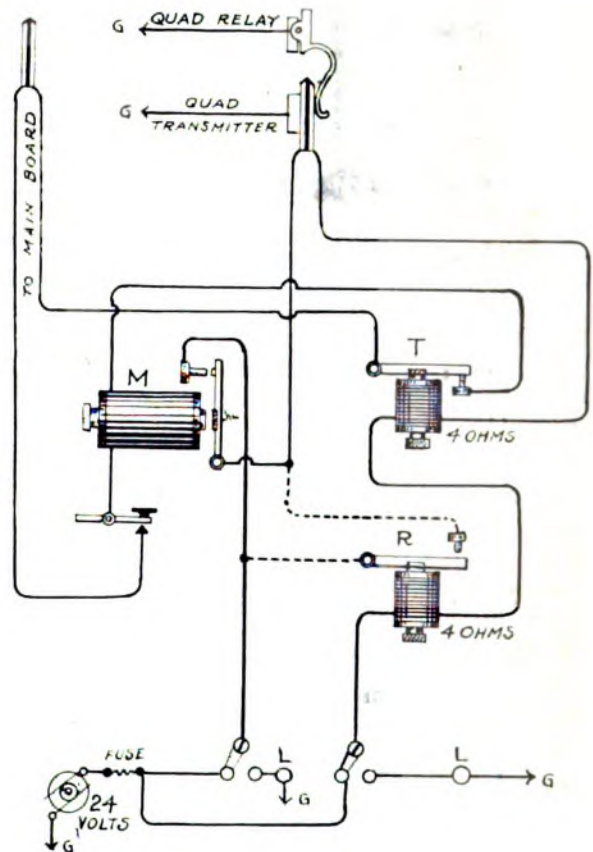 G QUAD RELAY
G QUAD
TRANSMITTER
TO MAIN BOARD
T
M
4 OHMS
R
4 OHMS
FUSE
L
L
G
G
24
VOLTS
G